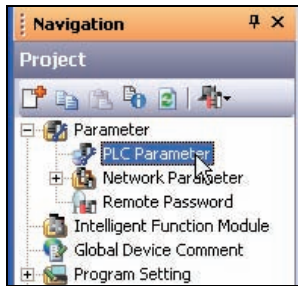 Navigation
Project
Parameter
PLC Parameter
Network Parameter
Remote Password
Intelligent Function Module
Global Device Comment
Program Setting